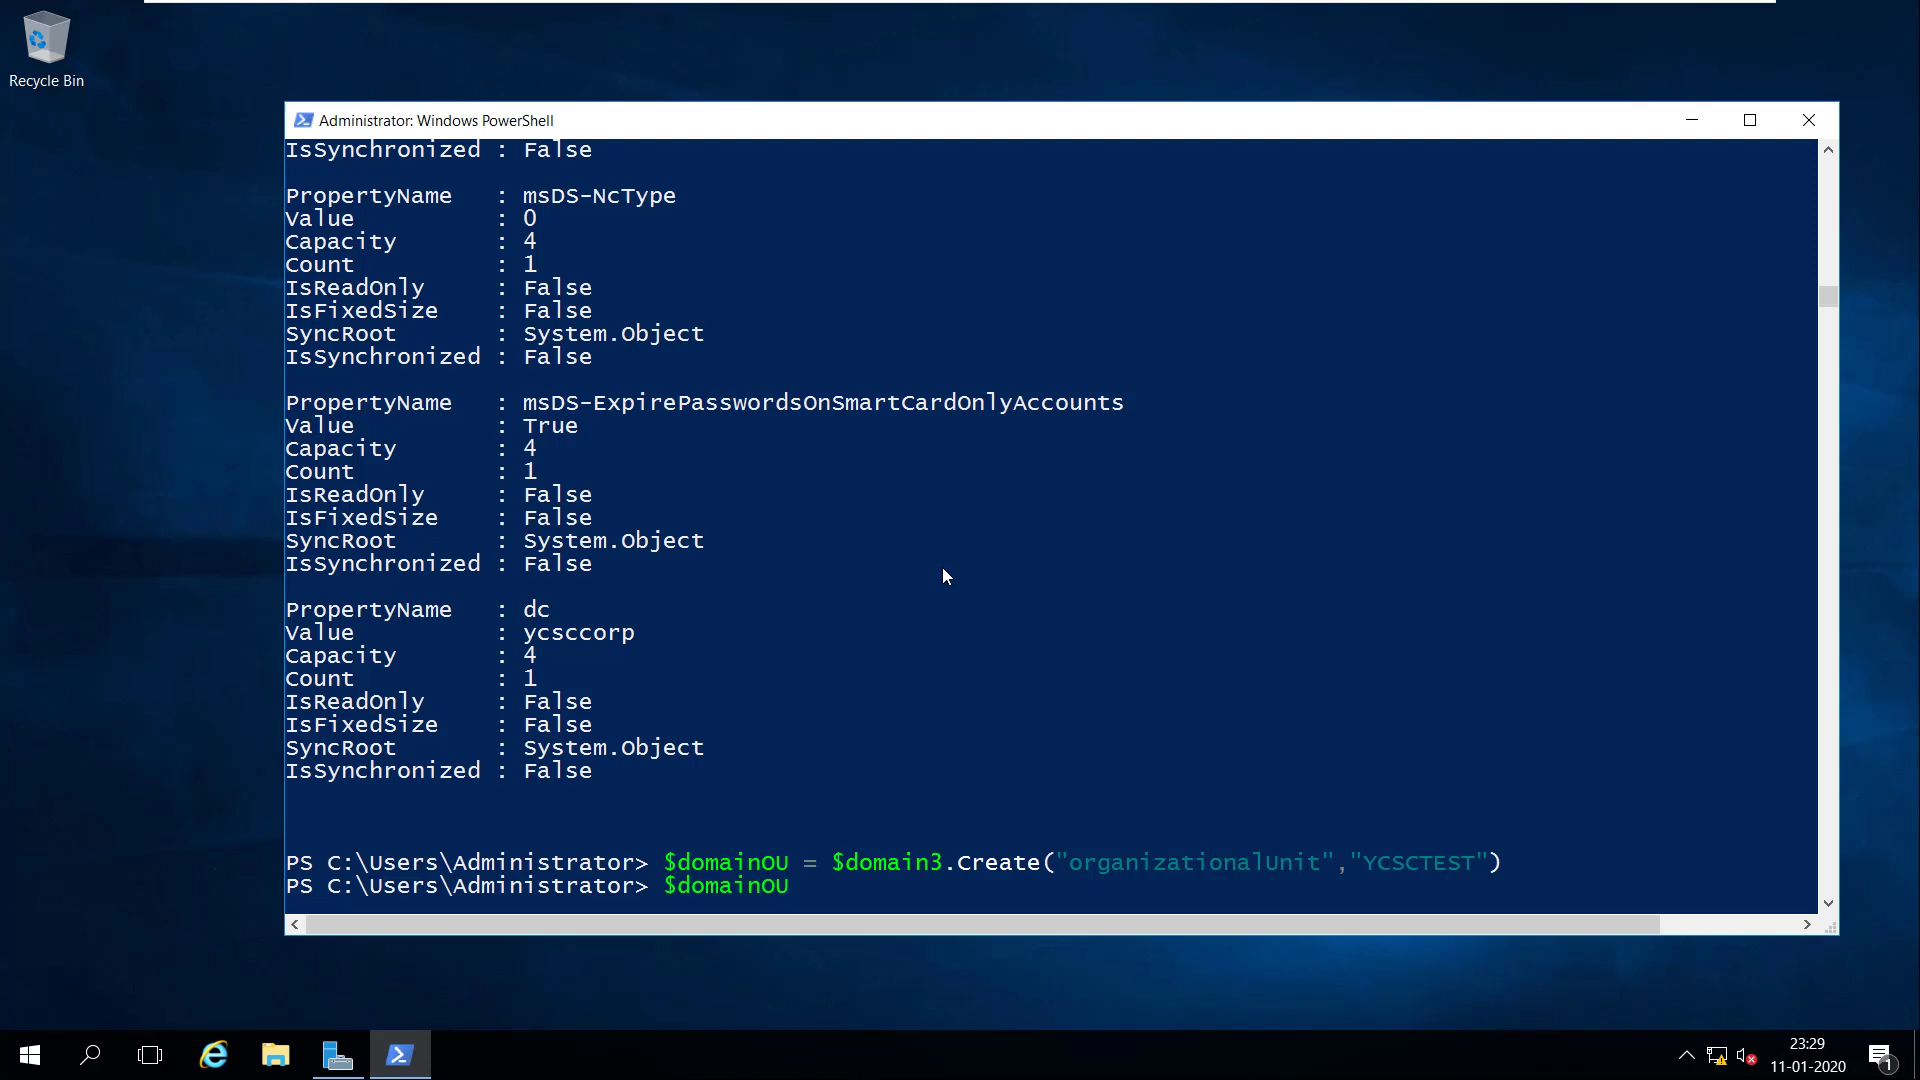 Recycle Bin
Administrator: Windows PowerShell
IsSynchronized : False
PropertyName   : msDS-NcType
Value          : 0
Capacity       : 4
Count          : 1
IsReadOnly     : False
IsFixedSize    : False
SyncRoot       : System.Object
IsSynchronized : False
PropertyName   : msDS-ExpirePasswordsOnSmartCardOnlyAccounts
Value          : True
Capacity       : 4
Count          : 1
IsReadOnly     : False
IsFixedSize    : False
SyncRoot       : System.Object
IsSynchronized : False
PropertyName   : dc
Value          : ycsccorp
Capacity       : 4
Count          : 1
IsReadOnly     : False
IsFixedSize    : False
SyncRoot       : System.Object
IsSynchronized : False
PS C:\Users\Administrator> $domainOU = $domain3.Create("organizationalUnit","YCSCTEST")
PS C:\Users\Administrator> $domainOU
23:29
11-01-2020
1